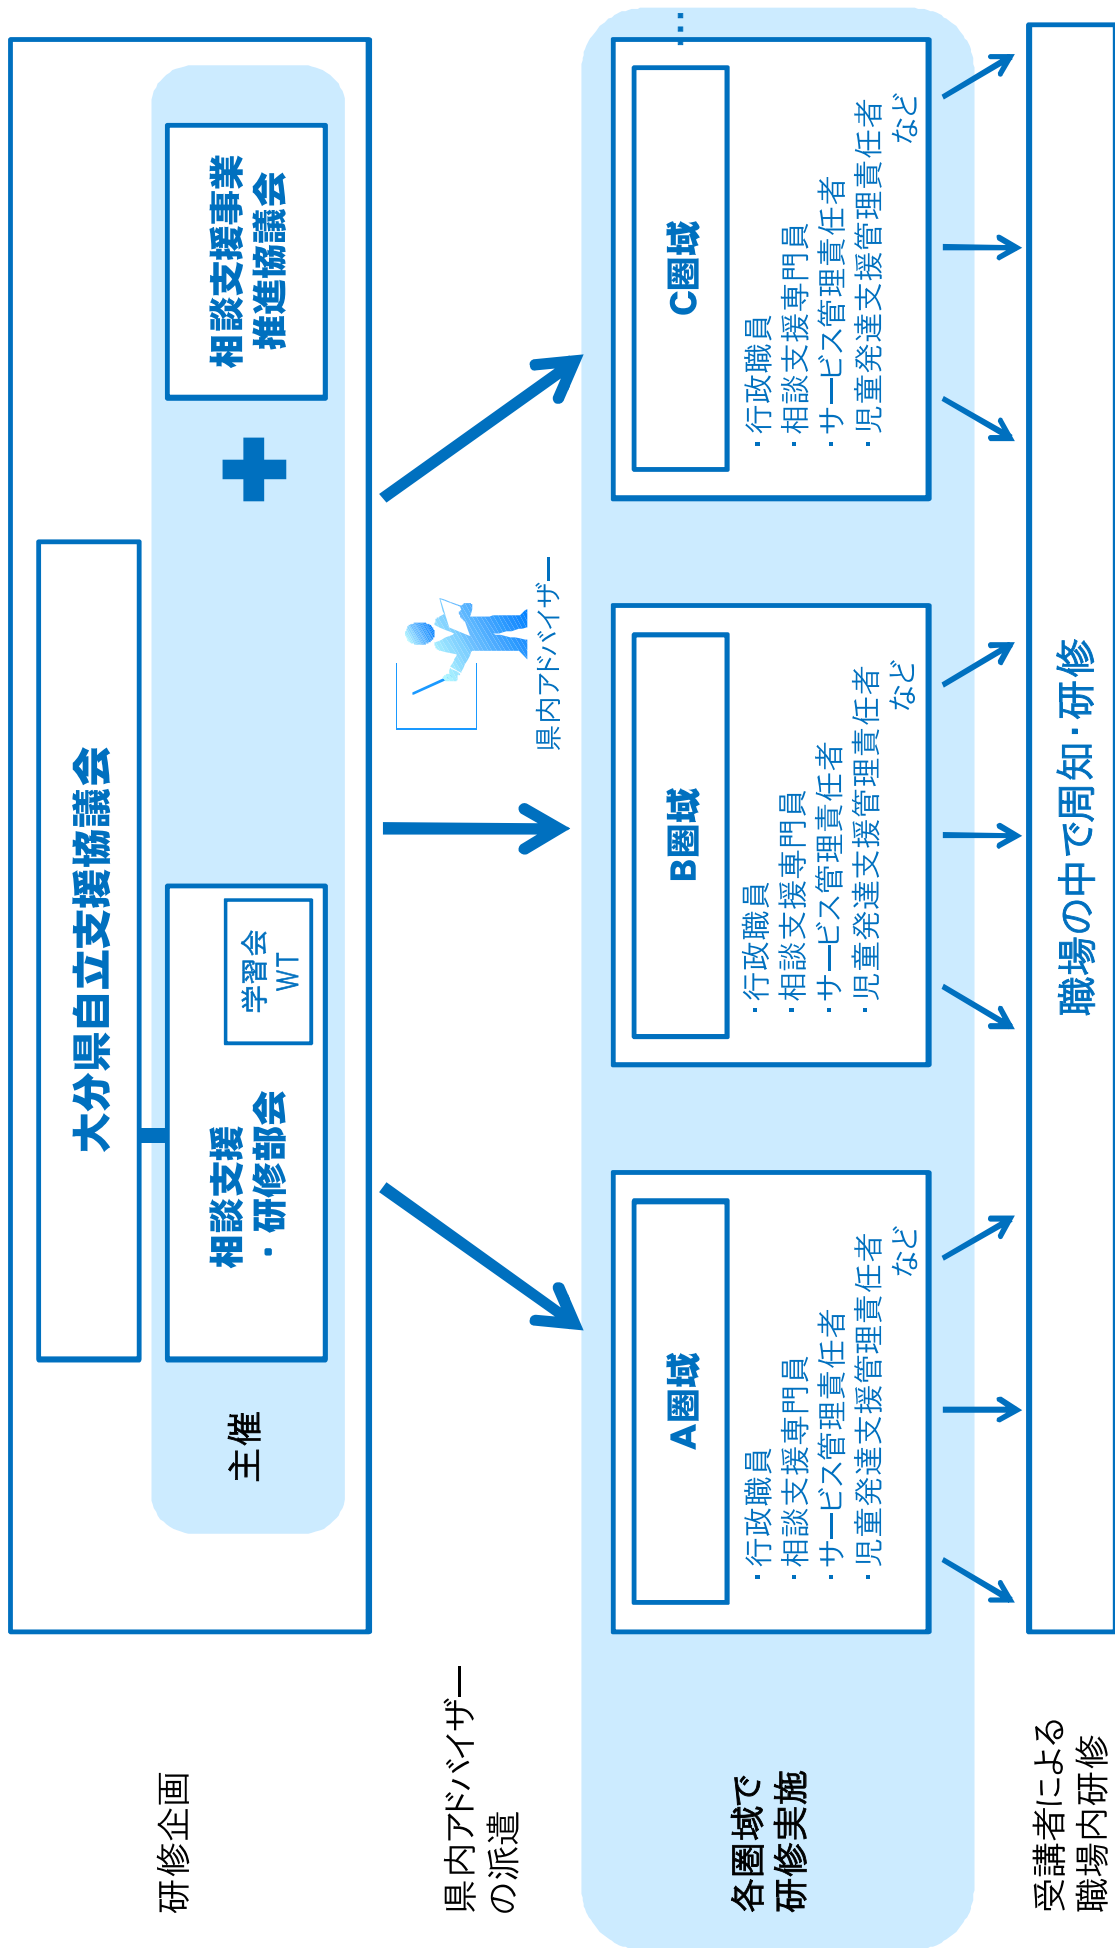 研修企画
大分県自立支援協議会
主催
相談支援
・研修部会
学習会
WT
相談支援事業
推進協議会
県内アドバイザー
の派遣
県内アドバイザー
各圏域で
研修実施
A圏域
・行政職員
・相談支援専門員
・サービス管理責任者
・児童発達支援管理責任者
など
B圏域
・行政職員
・相談支援専門員
・サービス管理責任者
・児童発達支援管理責任者
など
C圏域
・行政職員
・相談支援専門員
・サービス管理責任者
・児童発達支援管理責任者
など
…
受講者による
職場内研修
職場の中で周知・研修